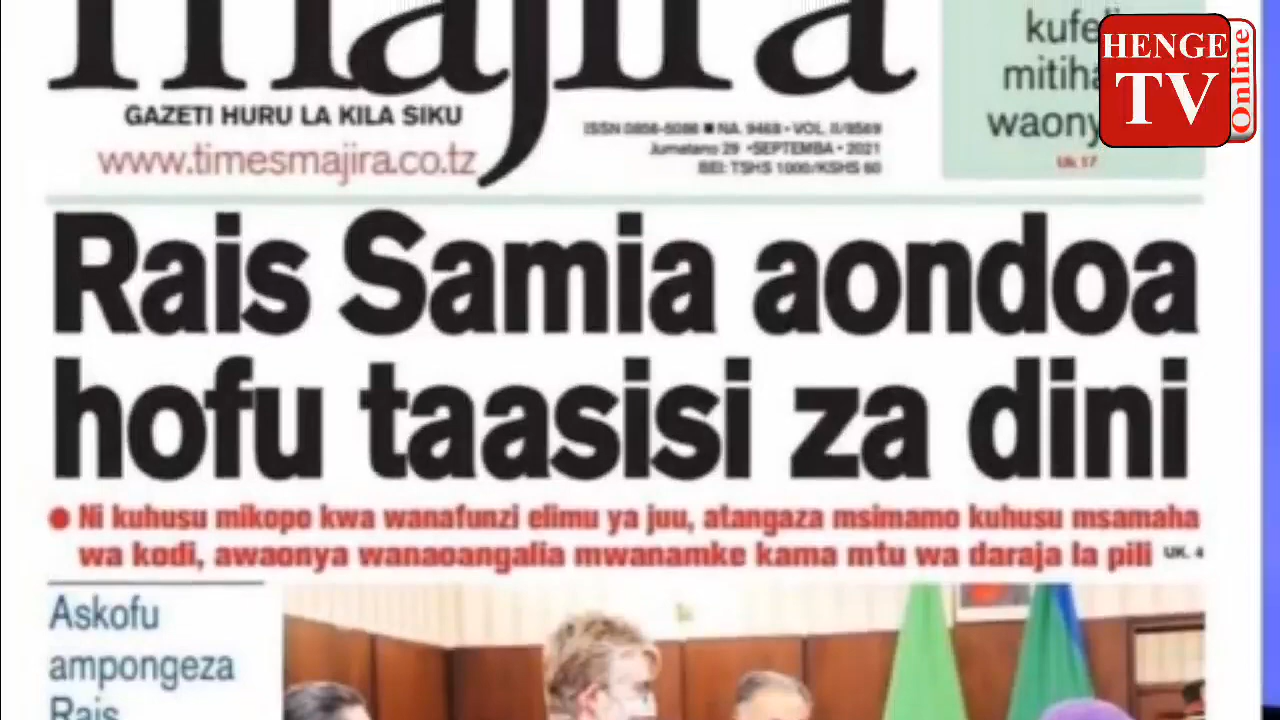 majira
GAZETI HURU LA KILA SIKU
www.timesmajira.co.tz
ISSN 0856-5086 ■ NA. 9468 • VOL. II/8569
Jumatano 29 •SEPTEMBA • 2021
BEI: TSHS 1000/KSHS 60
waony
Uk 17
HENGE
TV
Online
Rais Samia aondoa
hofu taasisi za dini
● Ni kuhusu mikopo kwa wanafunzi elimu ya juu, atangaza msimamo kuhusu msamaha
wa kodi, awaonya wanaoangalia mwanamke kama mtu wa daraja la pili UK. 4
Askofu
ampongeza
Rais